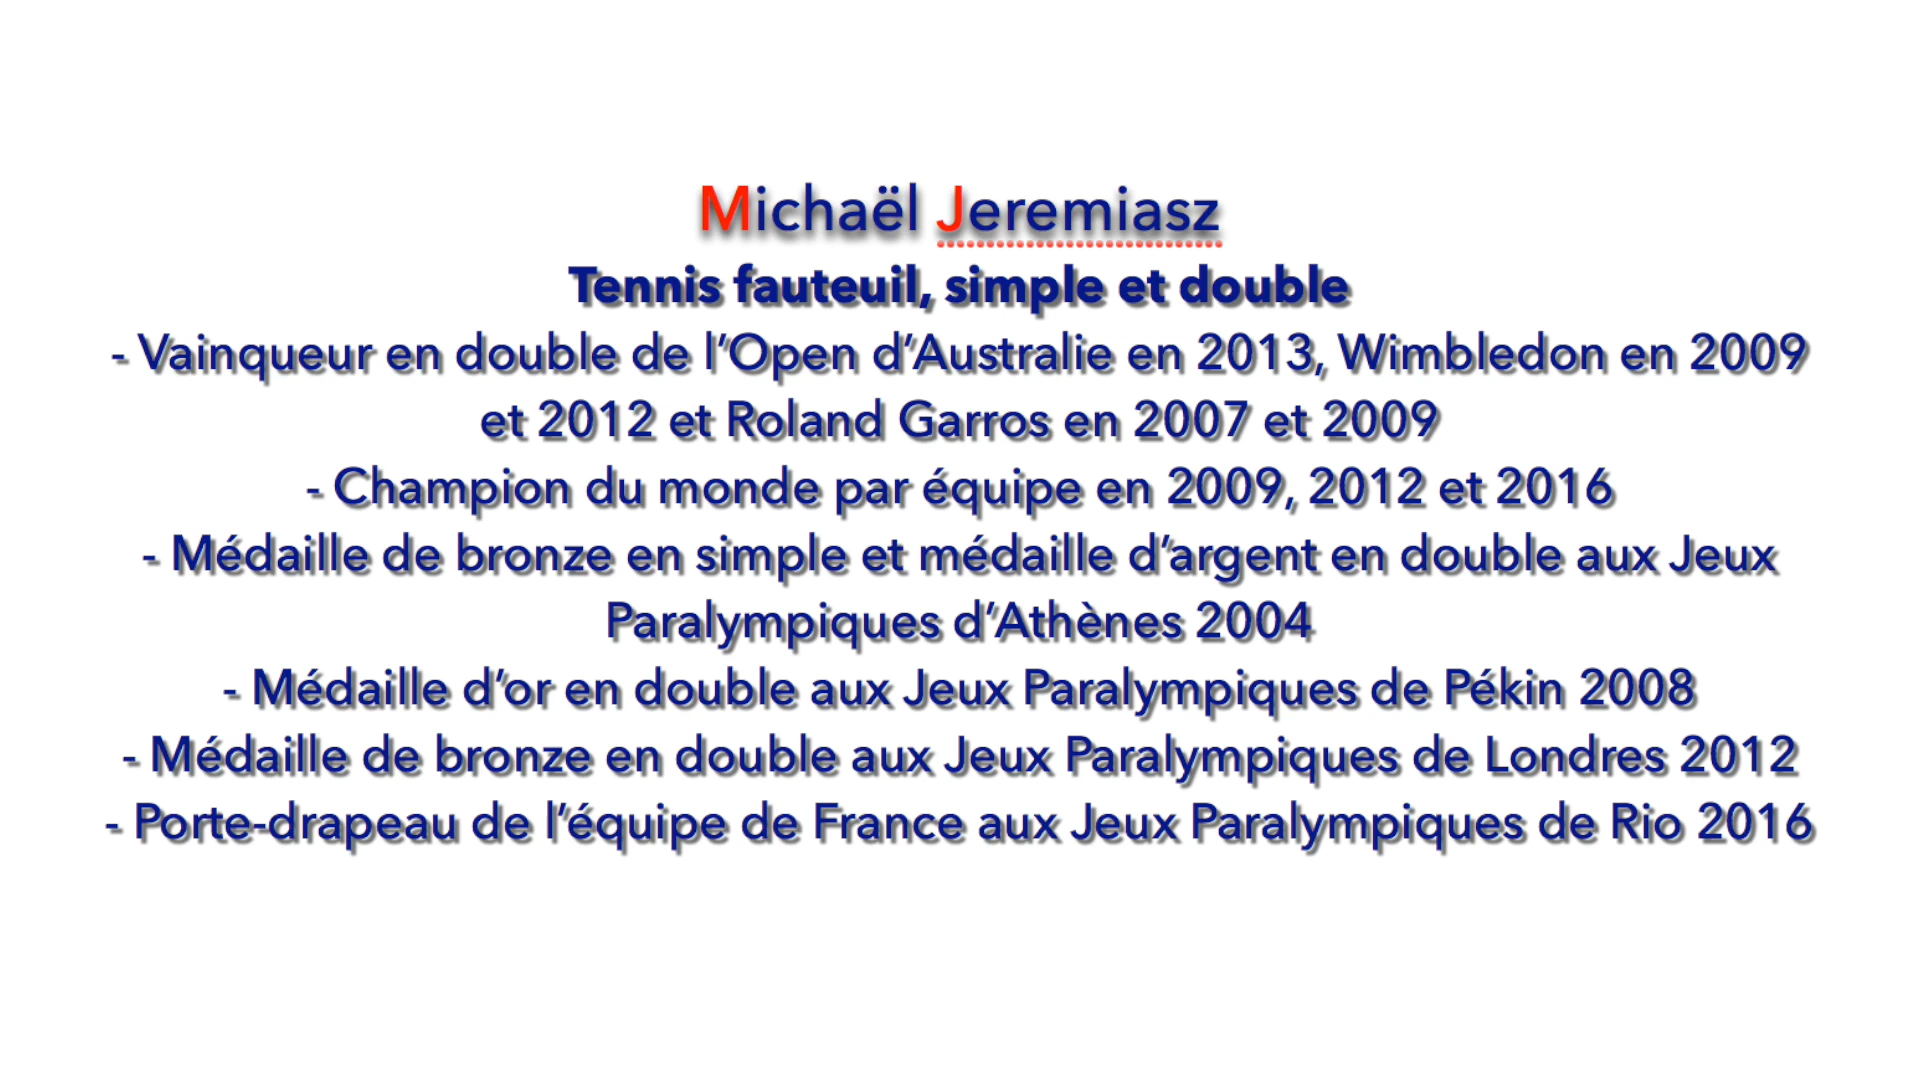 Michaël Jeremiasz
Tennis fauteuil, simple et double
- Vainqueur en double de l’Open d’Australie en 2013, Wimbledon en 2009
et 2012 et Roland Garros en 2007 et 2009
- Champion du monde par équipe en 2009, 2012 et 2016
- Médaille de bronze en simple et médaille d’argent en double aux Jeux
Paralympiques d’Athènes 2004
- Médaille d’or en double aux Jeux Paralympiques de Pékin 2008
- Médaille de bronze en double aux Jeux Paralympiques de Londres 2012
- Porte-drapeau de l’équipe de France aux Jeux Paralympiques de Rio 2016